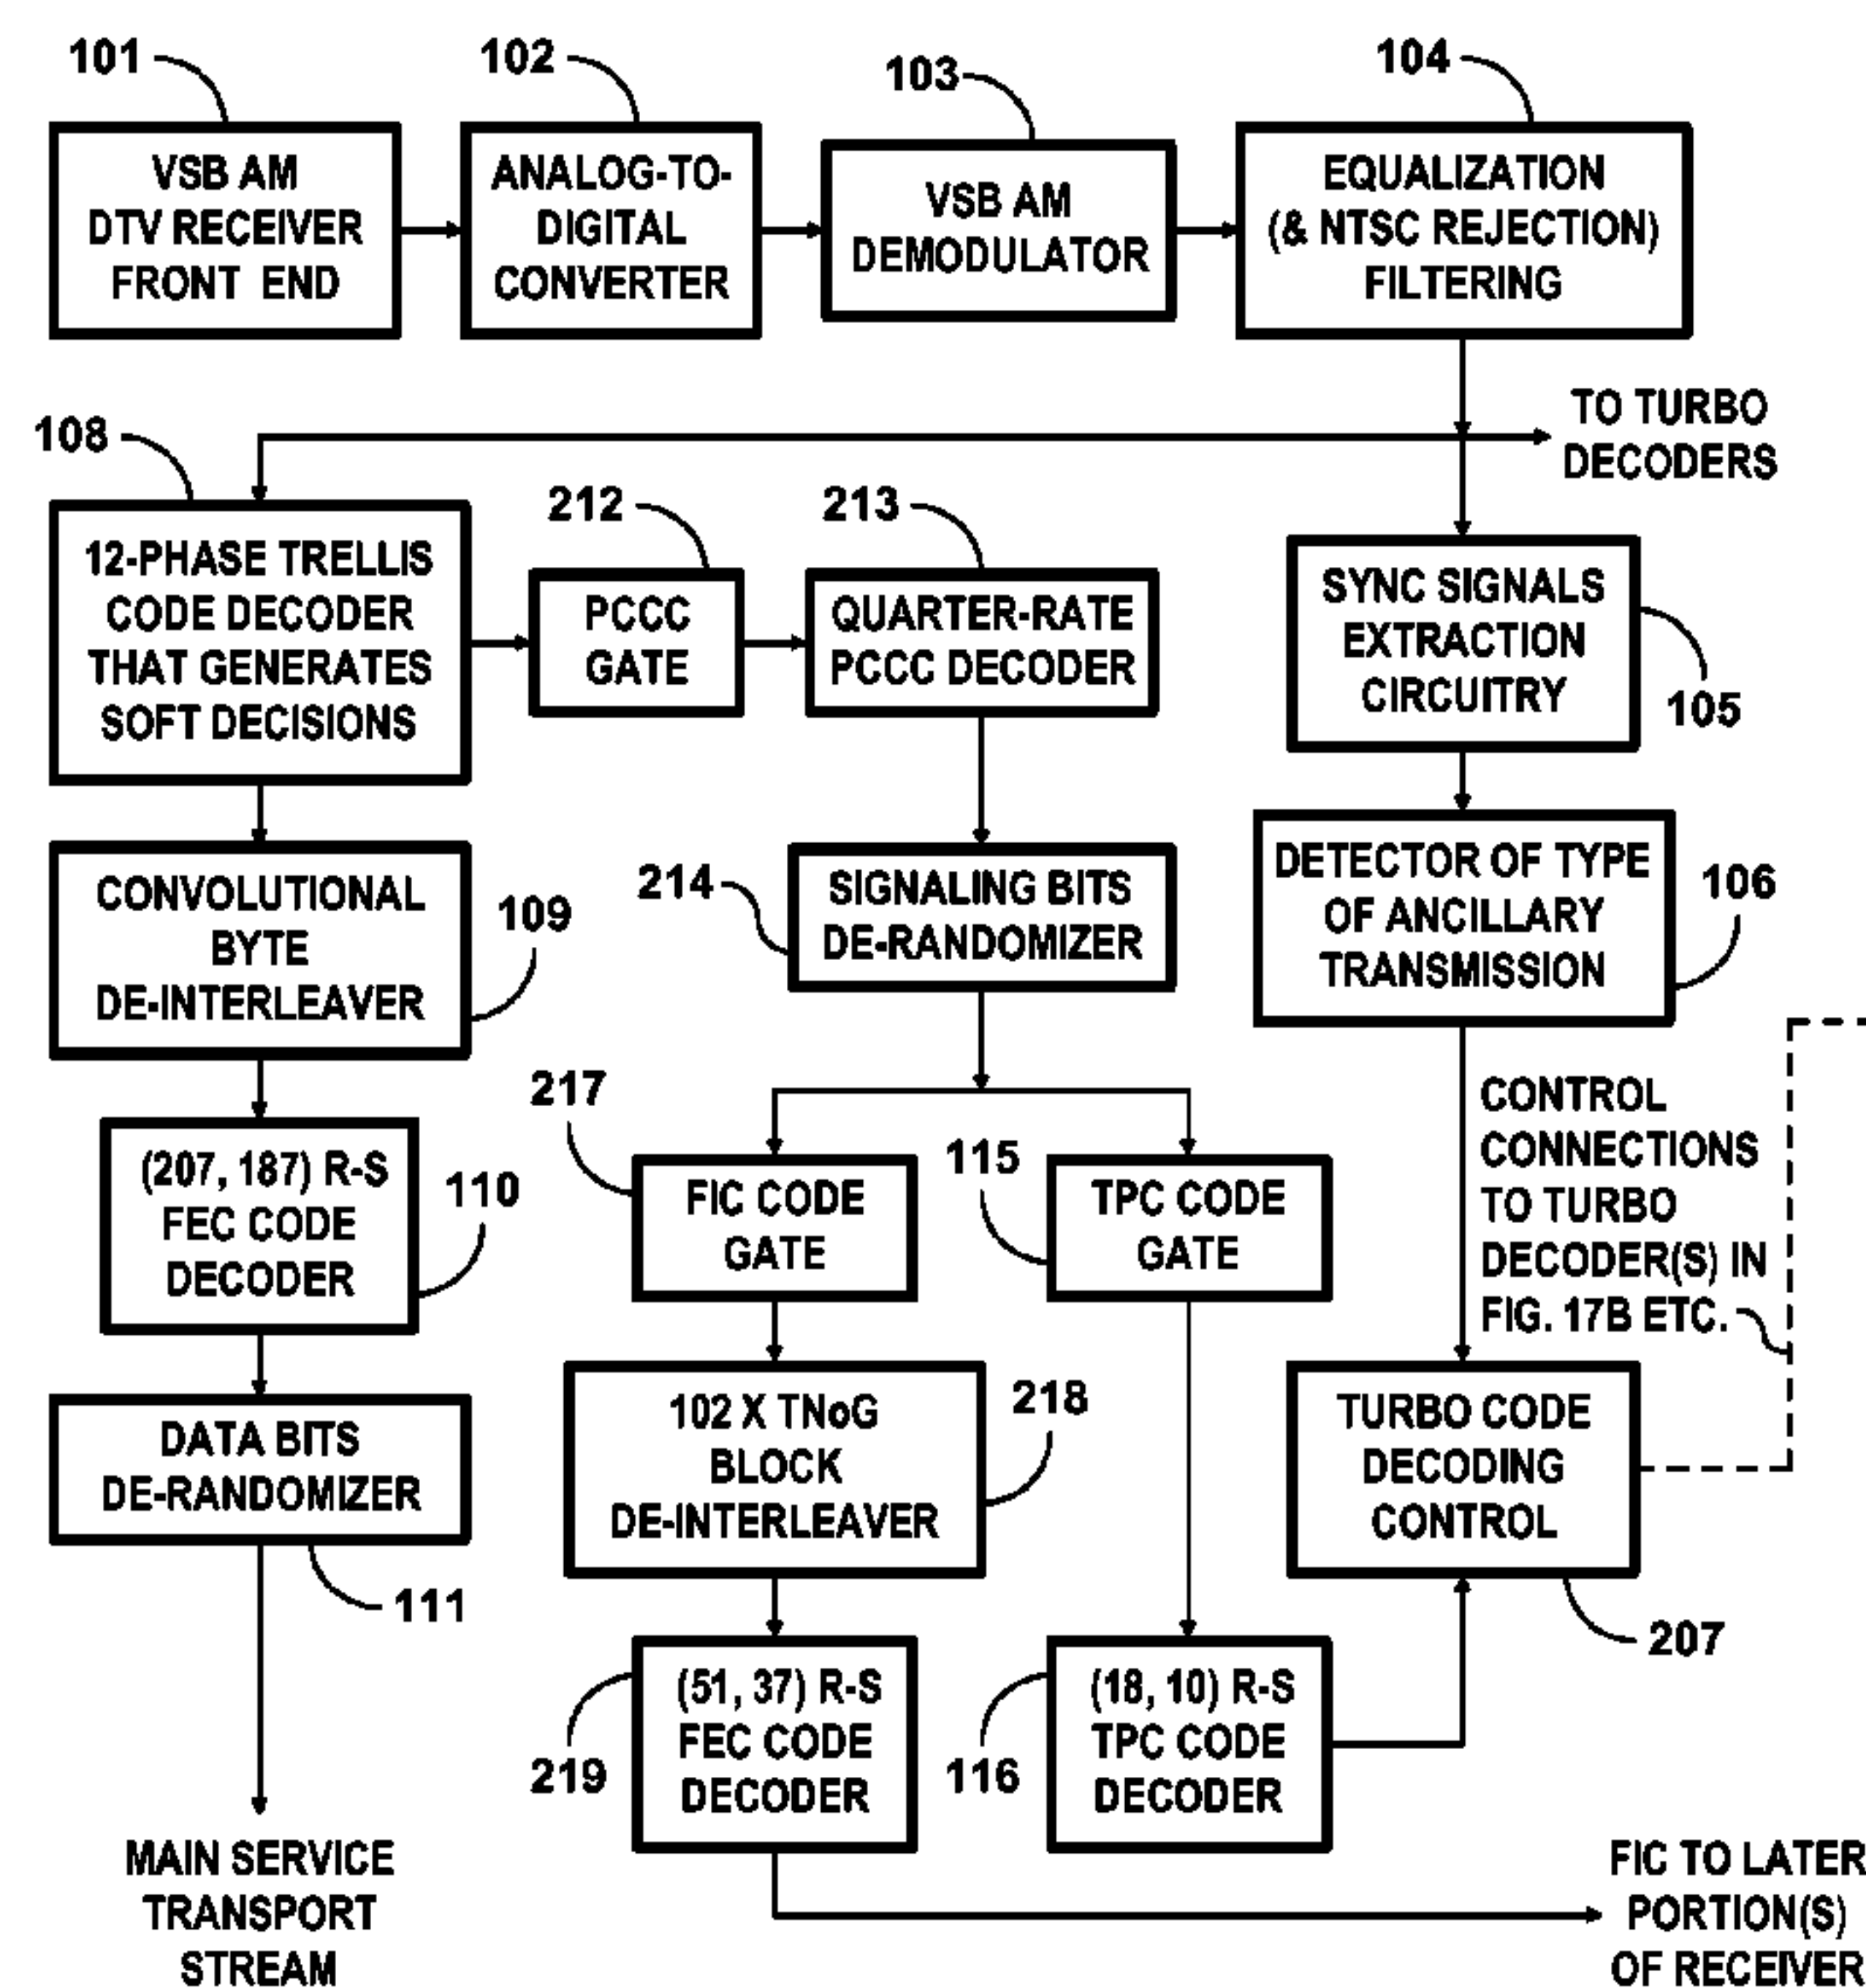 101
102
103
104
VSB AM
DTV RECEIVER
FRONT END
ANALOG-TO-
DIGITAL
CONVERTER
VSB AM
DEMODULATOR
EQUALIZATION
(& NTSC REJECTION)
FILTERING
TO TURBO
DECODERS
108
212
213
12-PHASE TRELLIS
CODE DECODER
THAT GENERATES
SOFT DECISIONS
PCCC
GATE
QUARTER-RATE
PCCC DECODER
SYNC SIGNALS
EXTRACTION
CIRCUITRY
105
CONVOLUTIONAL
BYTE
DE-INTERLEAVER
109
214
SIGNALING BITS
DE-RANDOMIZER
DETECTOR OF TYPE
OF ANCILLARY
TRANSMISSION
106
217
115
(207, 187) R-S
FEC CODE
DECODER
110
FIC CODE
GATE
TPC CODE
GATE
CONTROL
CONNECTIONS
TO TURBO
DECODER(S) IN
FIG. 17B ETC.
DATA BITS
DE-RANDOMIZER
111
102 X TNoG
BLOCK
DE-INTERLEAVER
218
TURBO CODE
DECODING
CONTROL
207
219
(51, 37) R-S
FEC CODE
DECODER
116
(18, 10) R-S
TPC CODE
DECODER
MAIN SERVICE
TRANSPORT
STREAM
FIC TO LATER
PORTION(S)
OF RECEIVER